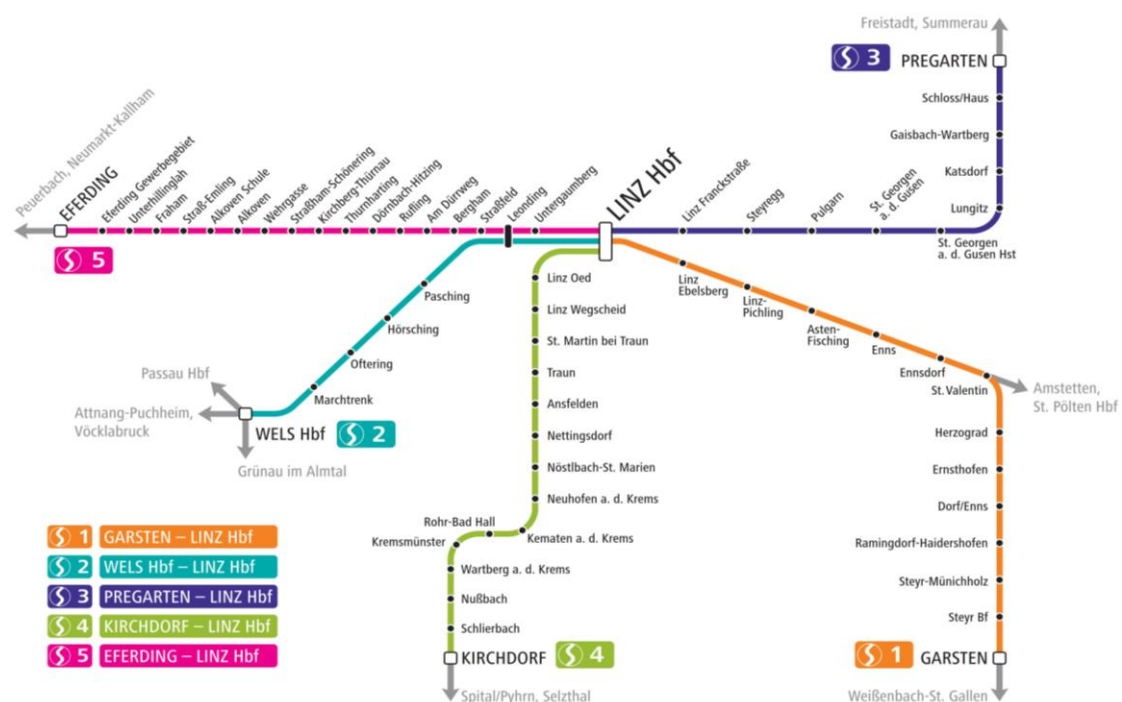 Freistadt, Summerau
S 3 PREGARTEN
Schloss/Haus
Gaisbach-Wartberg
Katsdorf
Lungitz
St. Georgen
a. d. Gusen Hst
St. Georgen
a. d. Gusen
Pulgarn
Steyregg
Linz Franckstraße
LINZ Hbf
Peuerbach, Neumarkt-Kallham
EFERDING
S 5
Eferding Gewerbegebiet
Unterhillinglah
Fraham
Straß-Emling
Alkoven Schule
Alkoven
Wehrgasse
Straßham-Schönering
Kirchberg-Thürnau
Thumharting
Dörnbach-Hitzing
Rufling
Am Dürrweg
Bergham
Straßfeld
Leonding
Untergaumberg
Pasching
Hörsching
Oftering
Marchtrenk
Passau Hbf
Attnang-Puchheim,
Vöcklabruck
WELS Hbf S 2
Grünau im Almtal
Linz Oed
Linz Wegscheid
St. Martin bei Traun
Traun
Ansfelden
Nettingsdorf
Nöstlbach-St. Marien
Neuhofen a. d. Krems
Kematen a. d. Krems
Rohr-Bad Hall
Kremsmünster
Wartberg a. d. Krems
Nußbach
Schlierbach
KIRCHDORF S 4
Spital/Pyhrn, Selzthal
Linz
Ebelsberg
Linz-
Pichling
Asten-
Fisching
Enns
Ennsdorf
St. Valentin
Amstetten,
St. Pölten Hbf
Herzograd
Ernsthofen
Dorf/Enns
Ramingdorf-Haidershofen
Steyr-Münichholz
Steyr Bf
S 1 GARSTEN
Weißenbach-St. Gallen
S 1 GARSTEN – LINZ Hbf
S 2 WELS Hbf – LINZ Hbf
S 3 PREGARTEN – LINZ Hbf
S 4 KIRCHDORF – LINZ Hbf
S 5 EFERDING – LINZ Hbf